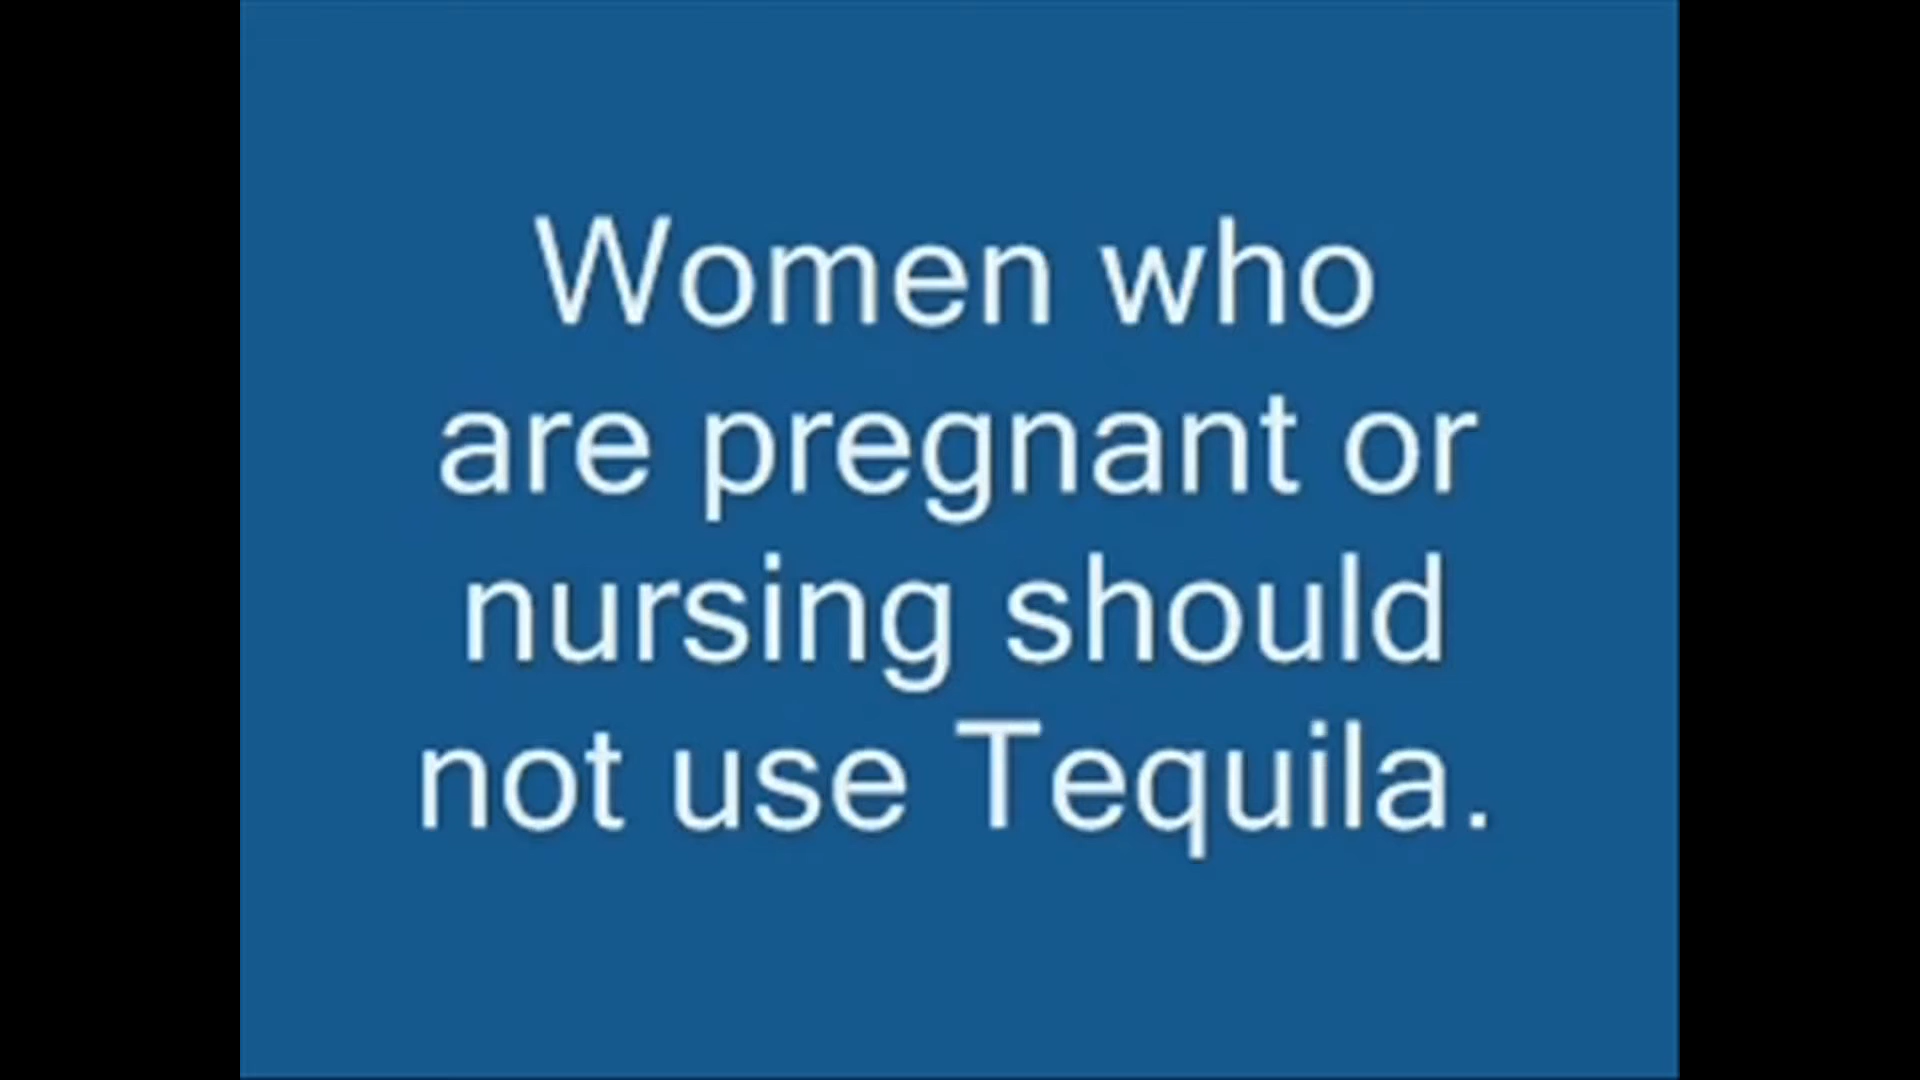 Women who
are pregnant or
nursing should
not use Tequila.